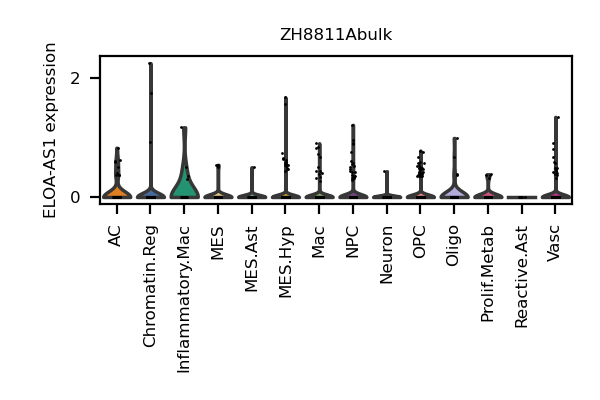 ZH8811Abulk
ELOA-AS1 expression
2
0
AC
Chromatin.Reg
Inflammatory.Mac
MES
MES.Ast
MES.Hyp
Mac
NPC
Neuron
OPC
Oligo
Prolif.Metab
Reactive.Ast
Vasc